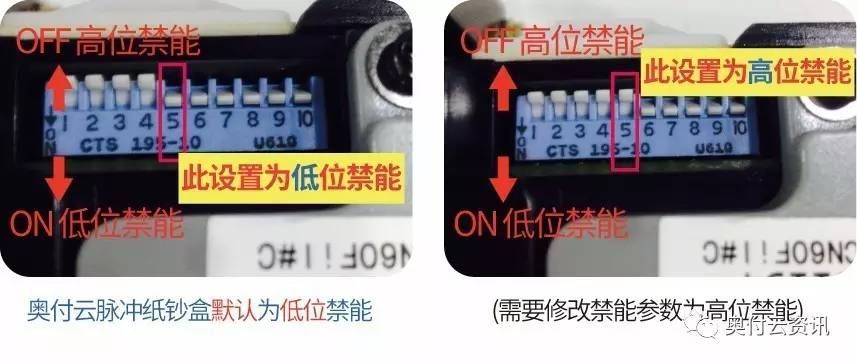 OFF 高位禁能
1 2 3 4 5 6 7 8 9 10
ON
CTS 195-10 U610
此设置为低位禁能
ON 低位禁能
CN60Fil#C
奥付云脉冲纸钞盒默认为低位禁能
OFF 高位禁能
此设置为高位禁能
1 2 3 4 5 6 7 8 9 10
ON
CTS 195-10 U610
ON 低位禁能
CN60Fil#C
(需要修改禁能参数为高位禁能)
奥付云资讯